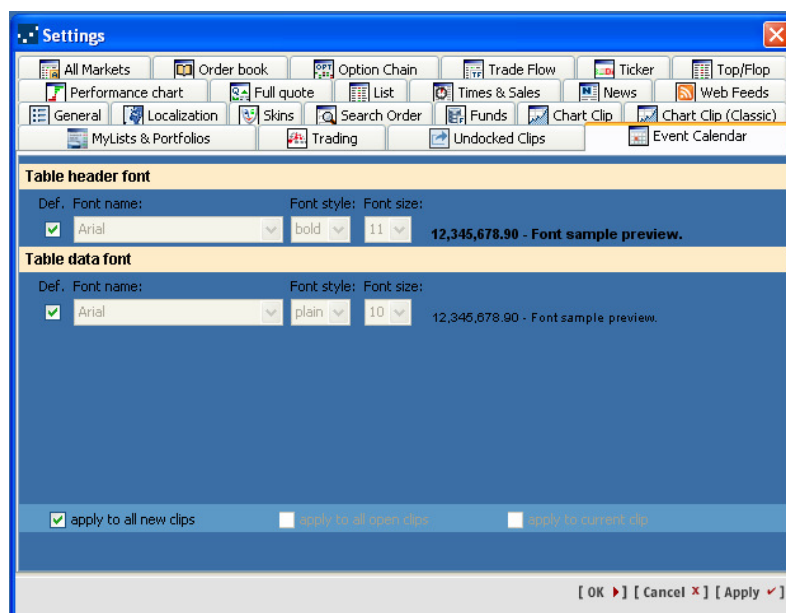 Settings
All Markets Order book Option Chain Trade Flow Ticker Top/Flop
Performance chart Full quote List Times & Sales News Web Feeds
General Localization Skins Search Order Funds Chart Clip Chart Clip (Classic)
MyLists & Portfolios Trading Undocked Clips Event Calendar
Table header font
Def. Font name: Font style: Font size:
Arial bold 11 12,345,678.90 - Font sample preview.
Table data font
Def. Font name: Font style: Font size:
Arial plain 10 12,345,678.90 - Font sample preview.
apply to all new clips apply to all open clips apply to current clip
[ OK ] [ Cancel x ] [ Apply ✔ ]